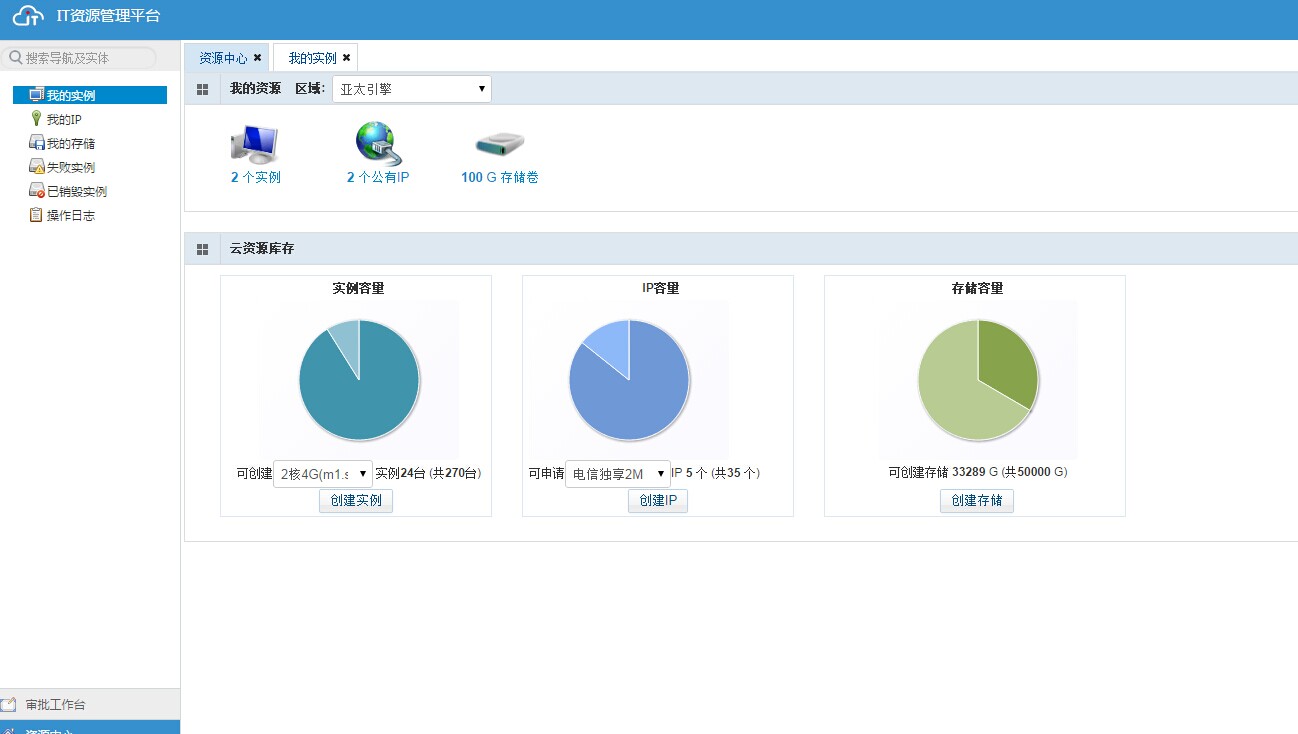 IT资源管理平台
搜索导航及实体
资源中心
我的实例
我的资源 区域: 亚太引擎
我的实例
我的IP
我的存储
失败实例
已销毁实例
操作日志
2 个实例
2 个公有IP
100 G 存储卷
云资源库存
实例容量
IP容量
存储容量
可创建 2核4G(m1.s 实例24台 (共270台)
创建实例
可申请 电信独享2M IP 5 个 (共35 个)
创建IP
可创建存储 33289 G (共50000 G)
创建存储
审批工作台
资源中心